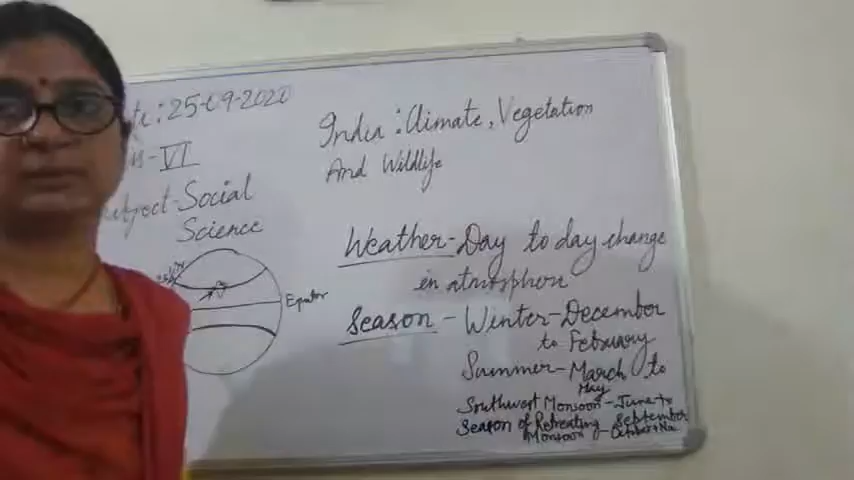 te: 25-09-2020
s-VI
ubject-Social
Science
Equator
India: Climate, Vegetation
And Wildlife
Weather-Day to day change
in atmosphere
Season - Winter-December
to February
Summer-March to
May
Southwest Monsoon-June to
September
Season of Retreating
Monsoon - October & Nov.